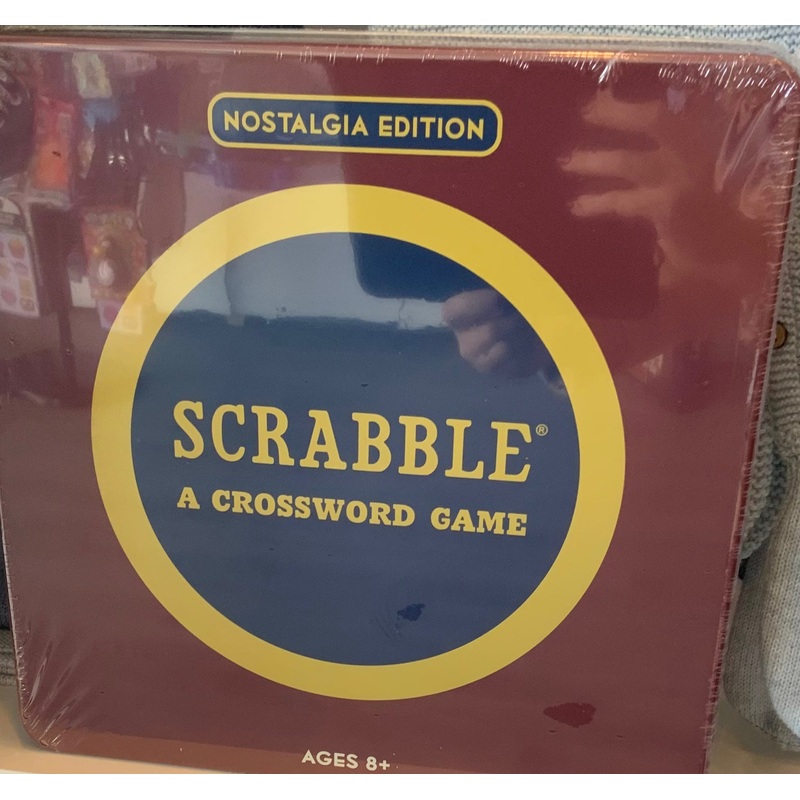 NOSTALGIA EDITION
SCRABBLE®
A CROSSWORD GAME
AGES 8+